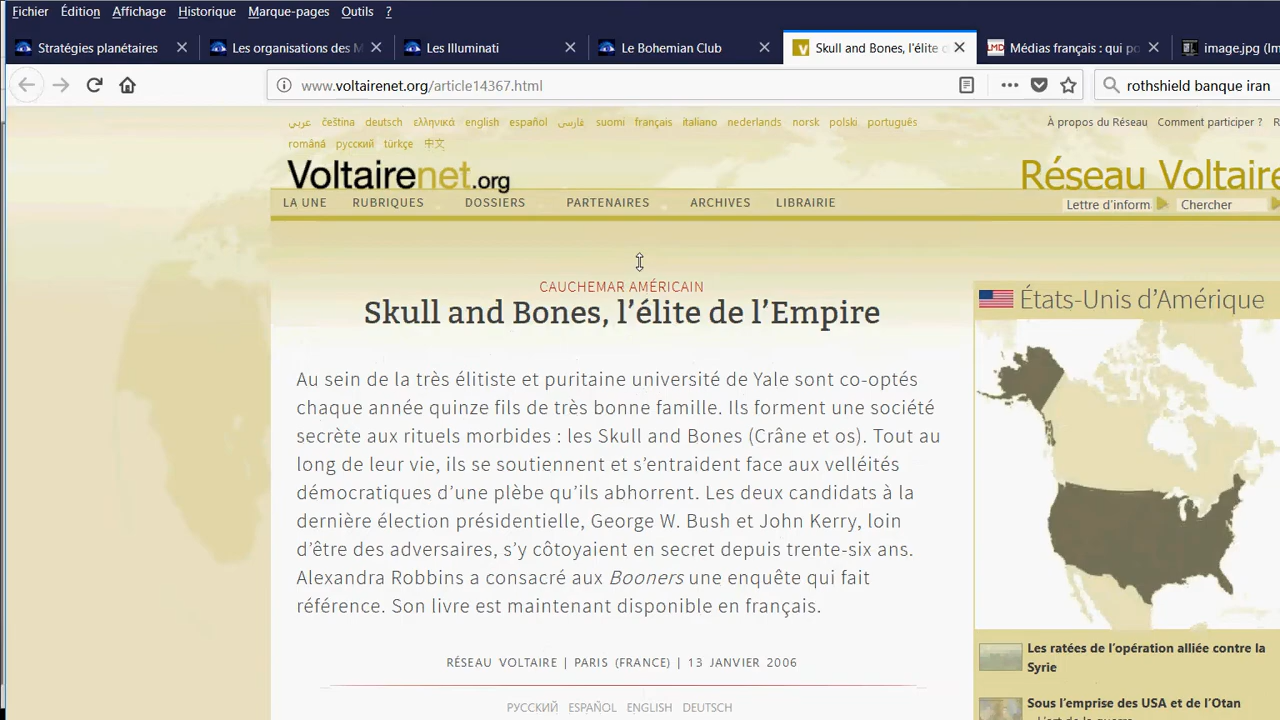 Fichier Édition Affichage Historique Marque-pages Outils ?
Stratégies planétaires Les organisations des M Les Illuminati Le Bohemian Club Skull and Bones, l'élite d Médias français : qui po image.jpg (Im
www.voltairenet.org/article14367.html rothshield banque iran
عربي čeština deutsch ελληνικά english español فارسى suomi français italiano nederlands norsk polski português À propos du Réseau Comment participer ? R
română русский türkçe 中文
Voltairenet.org Réseau Voltaire
LA UNE RUBRIQUES DOSSIERS PARTENAIRES ARCHIVES LIBRAIRIE Lettre d'inform Chercher
CAUCHEMAR AMÉRICAIN
Skull and Bones, l'élite de l'Empire
États-Unis d'Amérique
Au sein de la très élitiste et puritaine université de Yale sont co-optés
chaque année quinze fils de très bonne famille. Ils forment une société
secrète aux rituels morbides : les Skull and Bones (Crâne et os). Tout au
long de leur vie, ils se soutiennent et s'entraident face aux velléités
démocratiques d'une plèbe qu'ils abhorrent. Les deux candidats à la
dernière élection présidentielle, George W. Bush et John Kerry, loin
d'être des adversaires, s'y côtoyaient en secret depuis trente-six ans.
Alexandra Robbins a consacré aux Booners une enquête qui fait
référence. Son livre est maintenant disponible en français.
RÉSEAU VOLTAIRE | PARIS (FRANCE) | 13 JANVIER 2006
РУССКИЙ ESPAÑOL ENGLISH DEUTSCH
Les ratées de l'opération alliée contre la
Syrie
Sous l'emprise des USA et de l'Otan